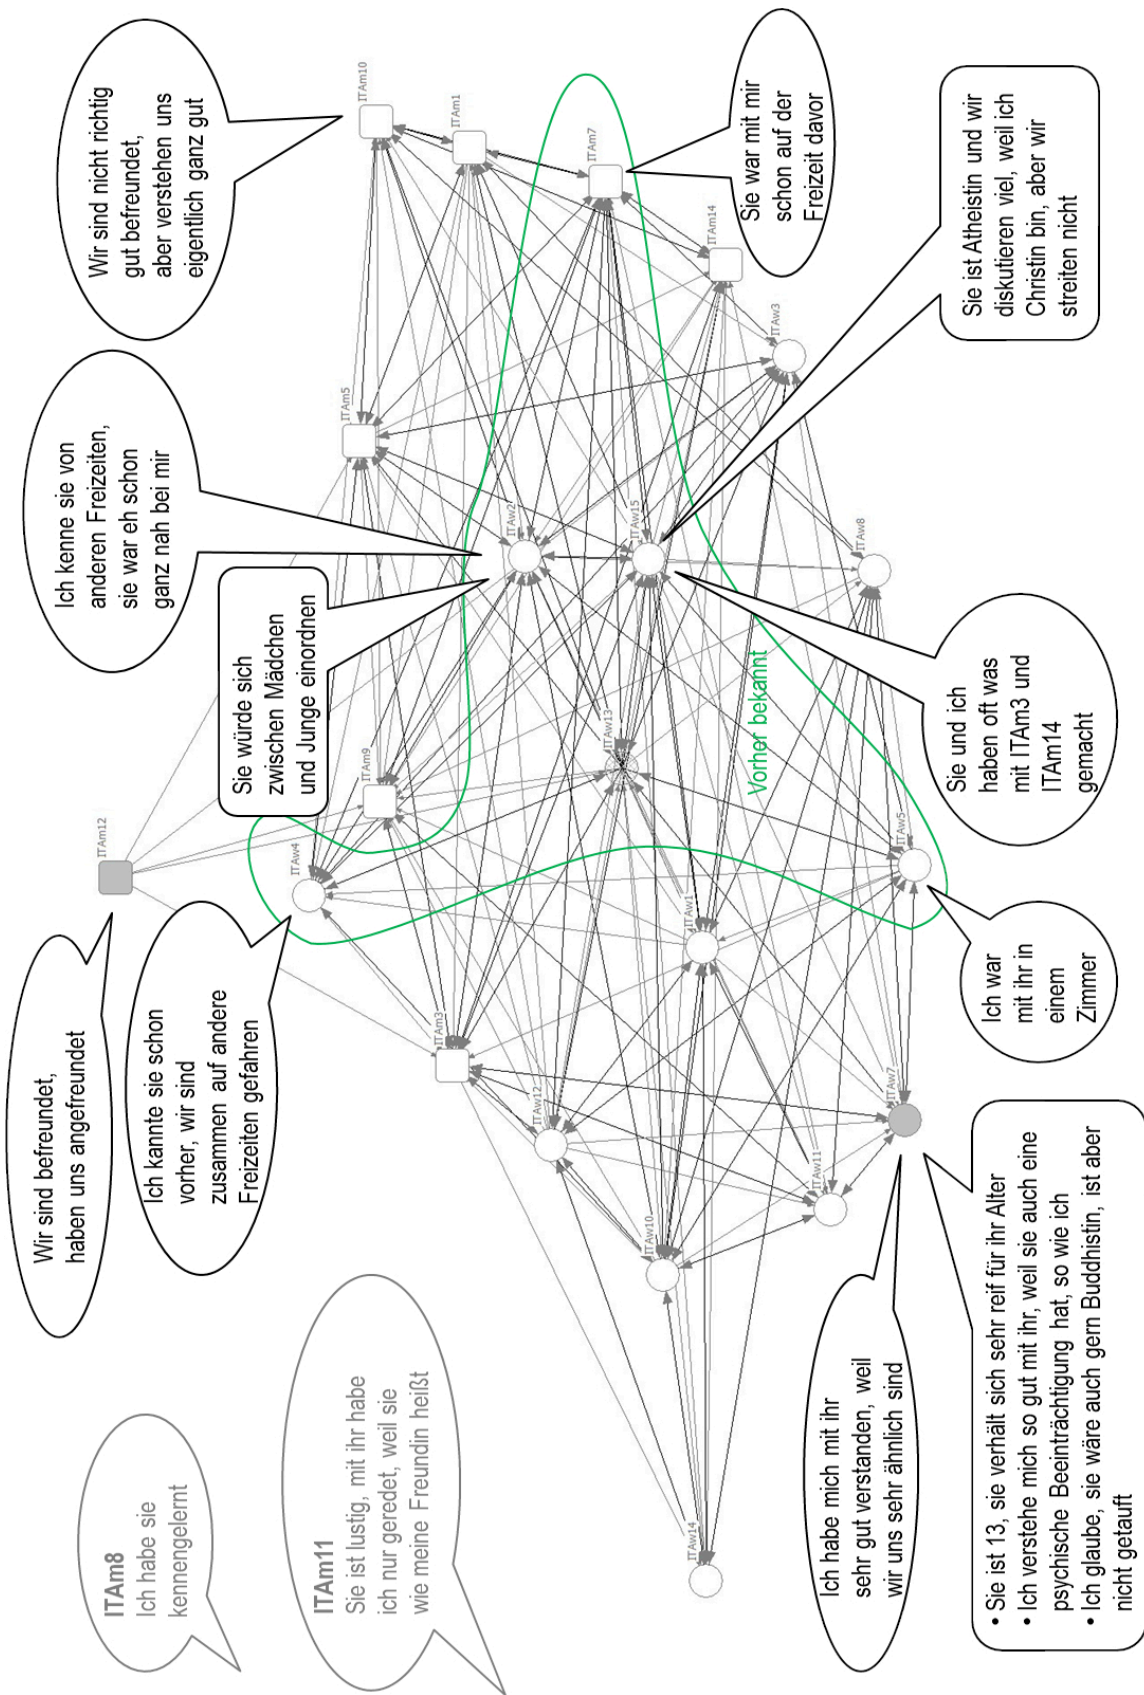 ITAm8
Ich habe sie
kennengelernt
Wir sind befreundet,
haben uns angefreundet
Ich kenne sie von
anderen Freizeiten,
sie war eh schon
ganz nah bei mir
Wir sind nicht richtig
gut befreundet,
aber verstehen uns
eigentlich ganz gut
ITAm12
Ich kannte sie schon
vorher, wir sind
zusammen auf andere
Freizeiten gefahren
Sie würde sich
zwischen Mädchen
und Junge einordnen
ITAm11
Sie ist lustig, mit ihr habe
ich nur geredet, weil sie
wie meine Freundin heißt
ITAw4
ITAm5
ITAm10
ITAm9
ITAm3
ITAm1
ITAw12
ITAw2
ITAm7
ITAw13
ITAw15
ITAw10
ITAw1
ITAw14
ITAm14
Sie war mit mir
schon auf der
Freizeit davor
Vorher bekannt
ITAw3
ITAw11
ITAw8
ITAw7
ITAw5
Ich habe mich mit ihr
sehr gut verstanden, weil
wir uns sehr ähnlich sind
Ich war
mit ihr in
einem
Zimmer
Sie und ich
haben oft was
mit ITAm3 und
ITAm14
gemacht
Sie ist Atheistin und wir
diskutieren viel, weil ich
Christin bin, aber wir
streiten nicht
• Sie ist 13, sie verhält sich sehr reif für ihr Alter
• Ich verstehe mich so gut mit ihr, weil sie auch eine
psychische Beeinträchtigung hat, so wie ich
• Ich glaube, sie wäre auch gern Buddhistin, ist aber
nicht getauft